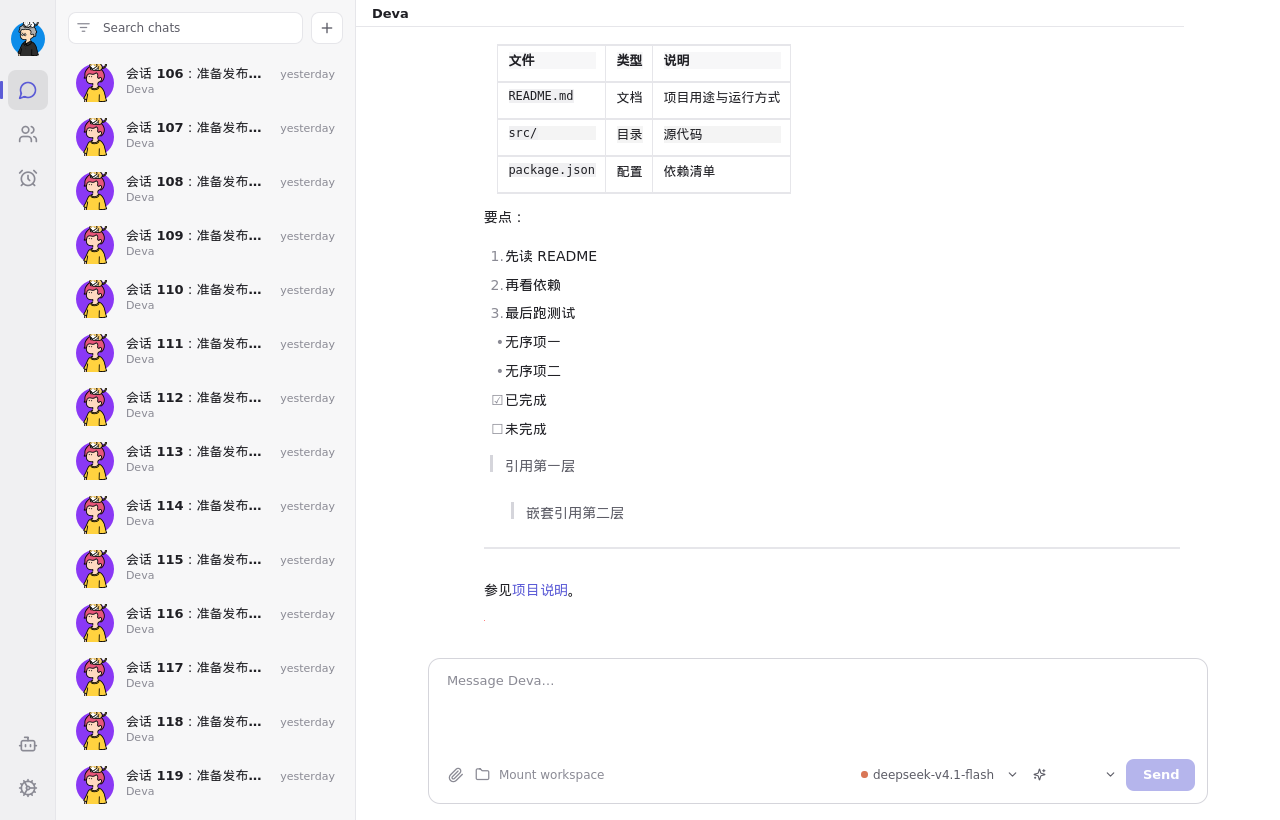 Search chats
会话 106：准备发布…
yesterday
Deva
会话 107：准备发布…
yesterday
Deva
会话 108：准备发布…
yesterday
Deva
会话 109：准备发布…
yesterday
Deva
会话 110：准备发布…
yesterday
Deva
会话 111：准备发布…
yesterday
Deva
会话 112：准备发布…
yesterday
Deva
会话 113：准备发布…
yesterday
Deva
会话 114：准备发布…
yesterday
Deva
会话 115：准备发布…
yesterday
Deva
会话 116：准备发布…
yesterday
Deva
会话 117：准备发布…
yesterday
Deva
会话 118：准备发布…
yesterday
Deva
会话 119：准备发布…
yesterday
Deva
Deva
文件 类型 说明
README.md 文档 项目用途与运行方式
src/ 目录 源代码
package.json 配置 依赖清单
要点：
1. 先读 README
2. 再看依赖
3. 最后跑测试
• 无序项一
• 无序项二
☑ 已完成
☐ 未完成
引用第一层
嵌套引用第二层
参见项目说明。
Message Deva…
Mount workspace
deepseek-v4.1-flash
Send